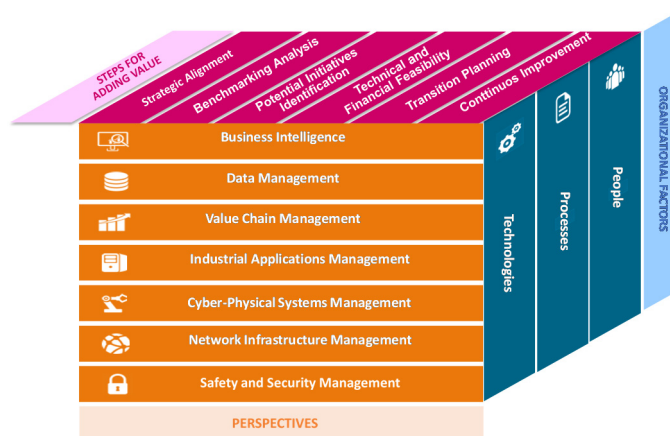 STEPS FOR
ADDING VALUE
Strategic Alignment
Benchmarking Analysis
Potential Initiatives
Identification
Technical and
Financial Feasibility
Transition Planning
Continuos Improvement
Business Intelligence
Data Management
Value Chain Management
Industrial Applications Management
Cyber-Physical Systems Management
Network Infrastructure Management
Safety and Security Management
PERSPECTIVES
Technologies
Processes
People
ORGANIZATIONAL FACTORS